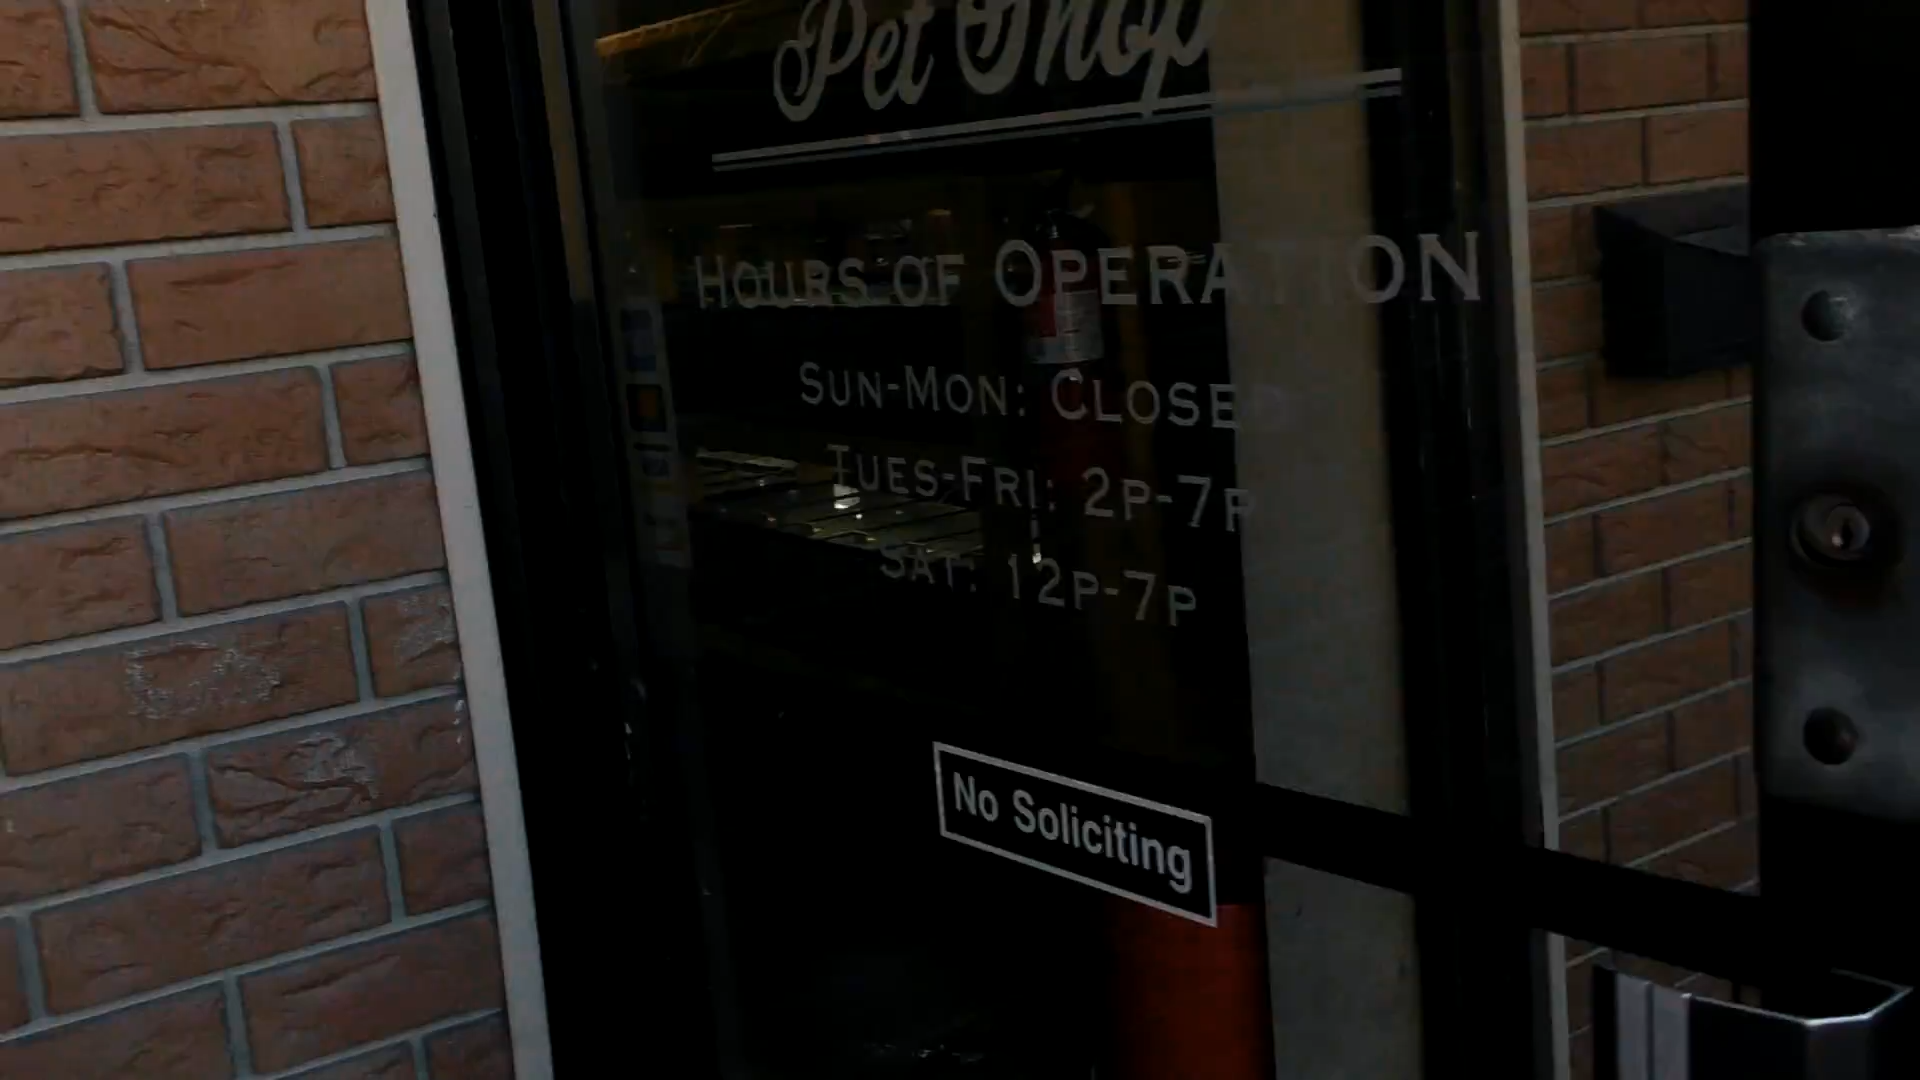 Pet Shop
HOURS OF OPERATION
SUN-MON: CLOSED
TUES-FRI: 2P-7P
SAT: 12P-7P
No Soliciting